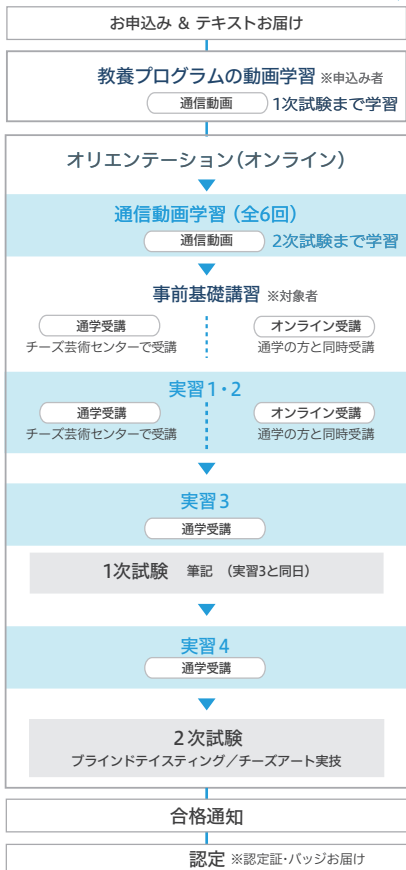 お申込み & テキストお届け
教養プログラムの動画学習 ※申込み者
通信動画 1次試験まで学習
オリエンテーション(オンライン)
通信動画学習(全6回)
通信動画 2次試験まで学習
事前基礎講習 ※対象者
通学受講 オンライン受講
チーズ芸術センターで受講 通学の方と同時受講
実習1・2
通学受講 オンライン受講
チーズ芸術センターで受講 通学の方と同時受講
実習3
通学受講
1次試験 筆記 (実習3と同日)
実習4
通学受講
2次試験
ブラインドテイスティング/チーズアート実技
合格通知
認定 ※認定証・バッジお届け